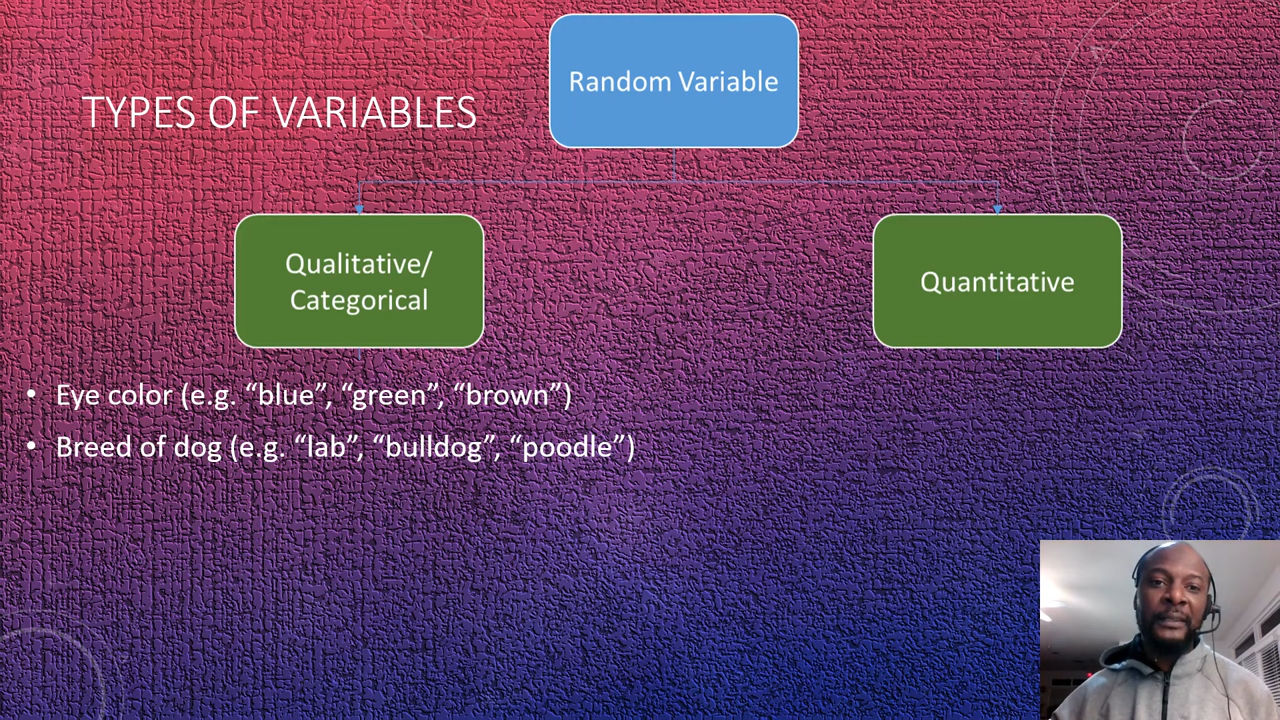 Random Variable
TYPES OF VARIABLES
Qualitative/
Categorical
Quantitative
• Eye color (e.g. “blue”, “green”, “brown”)
• Breed of dog (e.g. “lab”, “bulldog”, “poodle”)